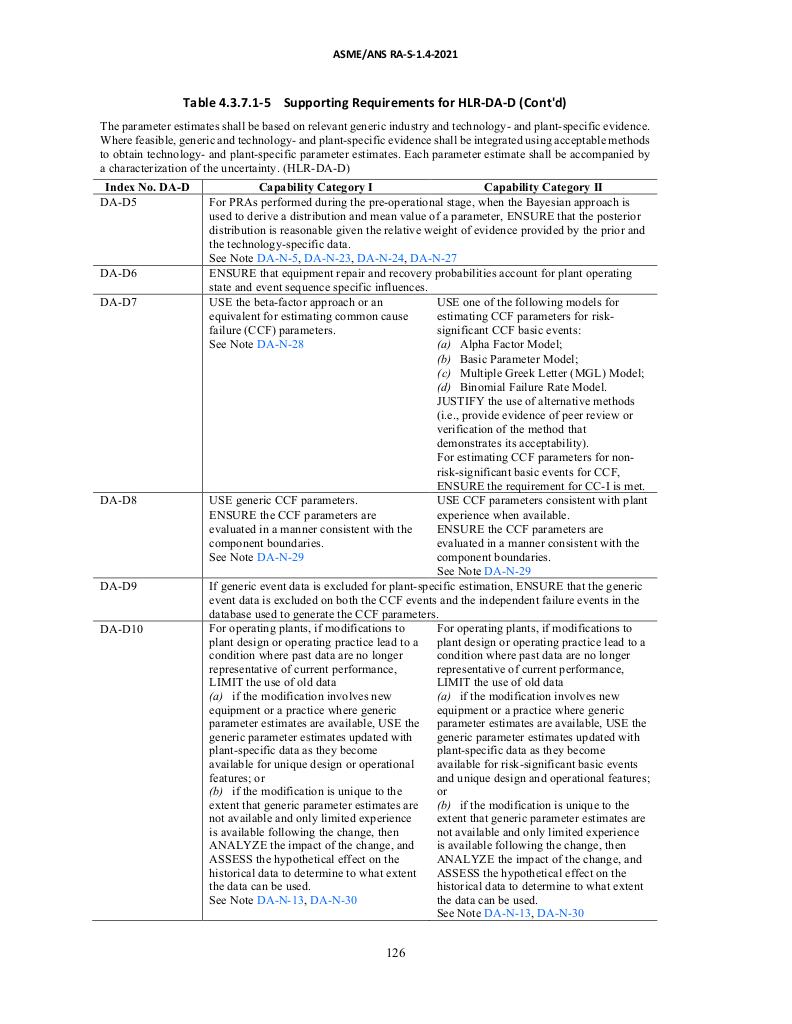 ASME/ANS RA-S-1.4-2021
Table 4.3.7.1-5 Supporting Requirements for HLR-DA-D (Cont'd)
The parameter estimates shall be based on relevant generic industry and technology- and plant-specific evidence.
Where feasible, generic and technology- and plant-specific evidence shall be integrated using acceptable methods
to obtain technology- and plant-specific parameter estimates. Each parameter estimate shall be accompanied by
a characterization of the uncertainty. (HLR-DA-D)
Index No. DA-D Capability Category I Capability Category II
DA-D5
For PRAs performed during the pre-operational stage, when the Bayesian approach is
used to derive a distribution and mean value of a parameter, ENSURE that the posterior
distribution is reasonable given the relative weight of evidence provided by the prior and
the technology-specific data.
See Note DA-N-5, DA-N-23, DA-N-24, DA-N-27
DA-D6
ENSURE that equipment repair and recovery probabilities account for plant operating
state and event sequence specific influences.
DA-D7
USE the beta-factor approach or an
equivalent for estimating common cause
failure (CCF) parameters.
See Note DA-N-28
USE one of the following models for
estimating CCF parameters for risk-
significant CCF basic events:
(a) Alpha Factor Model;
(b) Basic Parameter Model;
(c) Multiple Greek Letter (MGL) Model;
(d) Binomial Failure Rate Model.
JUSTIFY the use of alternative methods
(i.e., provide evidence of peer review or
verification of the method that
demonstrates its acceptability).
For estimating CCF parameters for non-
risk-significant basic events for CCF,
ENSURE the requirement for CC-I is met.
DA-D8
USE generic CCF parameters.
ENSURE the CCF parameters are
evaluated in a manner consistent with the
component boundaries.
See Note DA-N-29
USE CCF parameters consistent with plant
experience when available.
ENSURE the CCF parameters are
evaluated in a manner consistent with the
component boundaries.
See Note DA-N-29
DA-D9
If generic event data is excluded for plant-specific estimation, ENSURE that the generic
event data is excluded on both the CCF events and the independent failure events in the
database used to generate the CCF parameters.
DA-D10
For operating plants, if modifications to
plant design or operating practice lead to a
condition where past data are no longer
representative of current performance,
LIMIT the use of old data
(a) if the modification involves new
equipment or a practice where generic
parameter estimates are available, USE the
generic parameter estimates updated with
plant-specific data as they become
available for unique design or operational
features; or
(b) if the modification is unique to the
extent that generic parameter estimates are
not available and only limited experience
is available following the change, then
ANALYZE the impact of the change, and
ASSESS the hypothetical effect on the
historical data to determine to what extent
the data can be used.
See Note DA-N-13, DA-N-30
For operating plants, if modifications to
plant design or operating practice lead to a
condition where past data are no longer
representative of current performance,
LIMIT the use of old data
(a) if the modification involves new
equipment or a practice where generic
parameter estimates are available, USE the
generic parameter estimates updated with
plant-specific data as they become
available for risk-significant basic events
and unique design and operational features;
or
(b) if the modification is unique to the
extent that generic parameter estimates are
not available and only limited experience
is available following the change, then
ANALYZE the impact of the change, and
ASSESS the hypothetical effect on the
historical data to determine to what extent
the data can be used.
See Note DA-N-13, DA-N-30
126